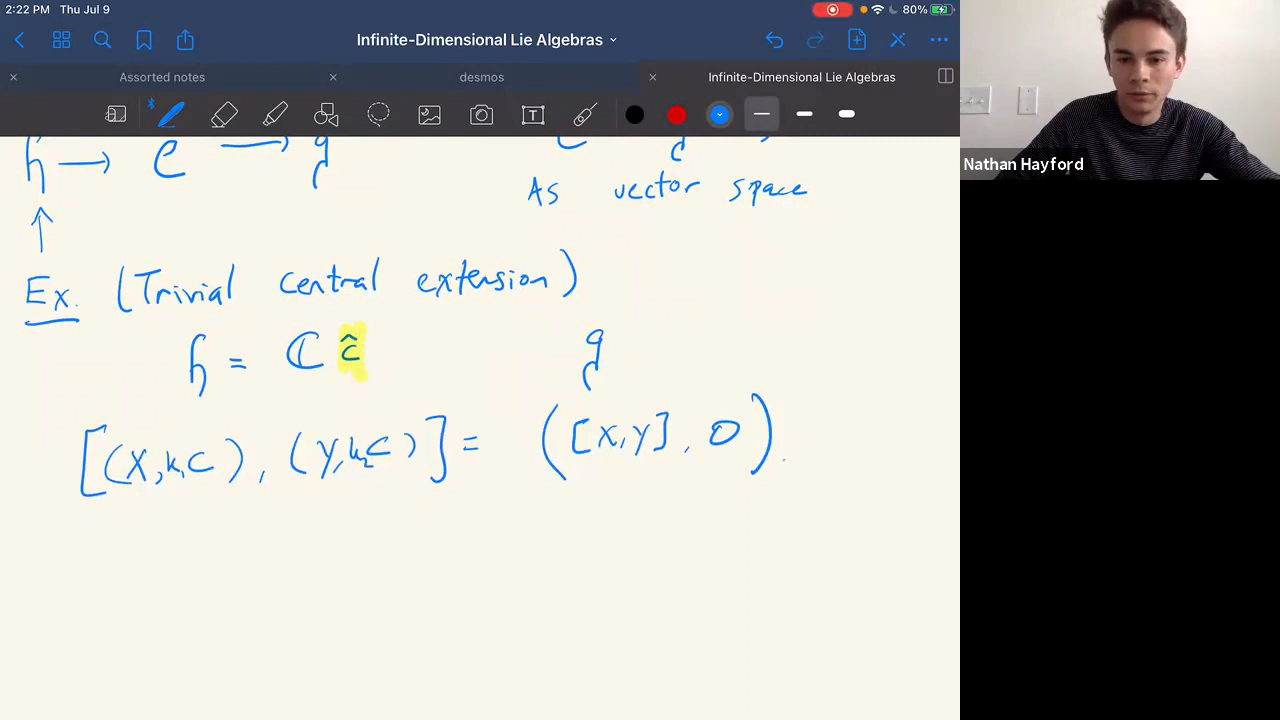 2:22 PM Thu Jul 9
80%
Infinite-Dimensional Lie Algebras
Assorted notes
desmos
Infinite-Dimensional Lie Algebras
Nathan Hayford
h → e → g
As vector space
Ex. (Trivial central extension)
h = ℂ ĉ g
[(X, k₁C), (Y, k₂C)] = ([X,Y], 0).